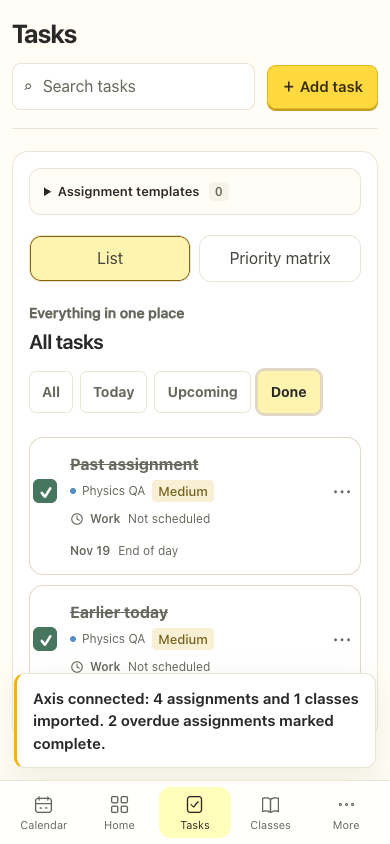 Tasks
Search tasks
+ Add task
Assignment templates 0
List
Priority matrix
Everything in one place
All tasks
All
Today
Upcoming
Done
Past assignment
Physics QA Medium
Work Not scheduled
Nov 19 End of day
Earlier today
Physics QA Medium
Work Not scheduled
Axis connected: 4 assignments and 1 classes
imported. 2 overdue assignments marked
complete.
Calendar
Home
Tasks
Classes
More